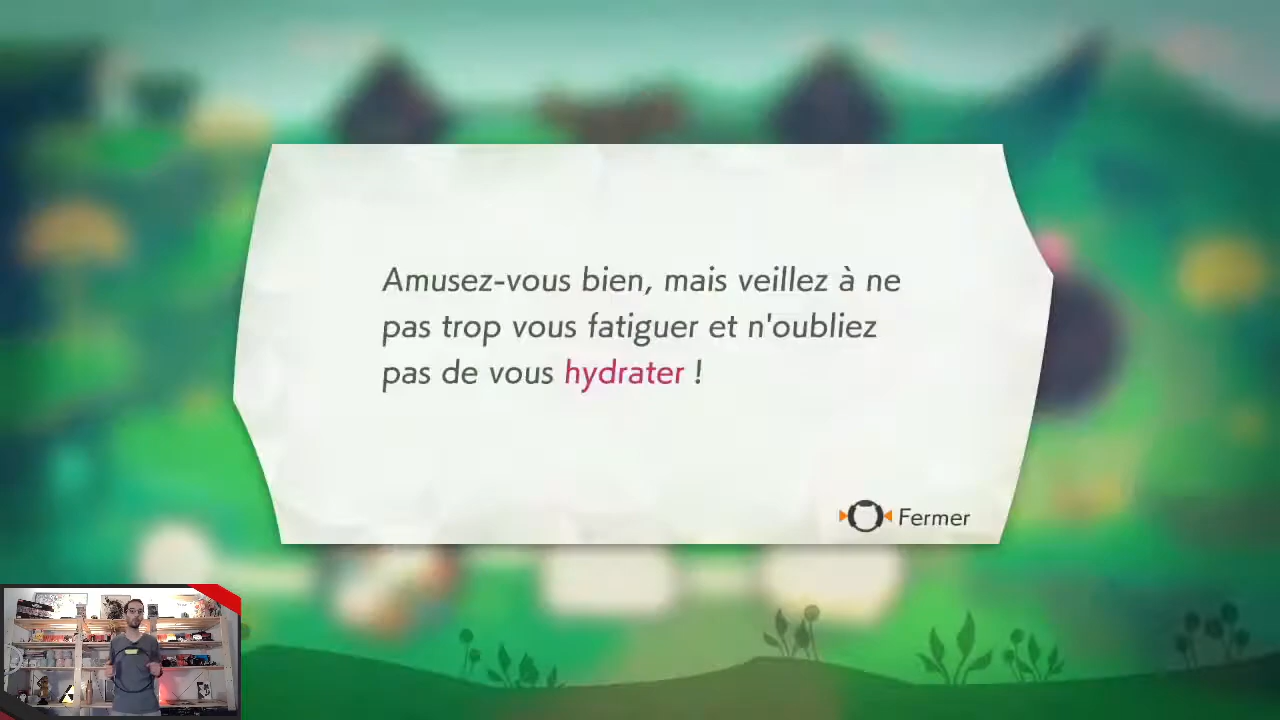 Amusez-vous bien, mais veillez à ne
pas trop vous fatiguer et n'oubliez
pas de vous hydrater !
Fermer